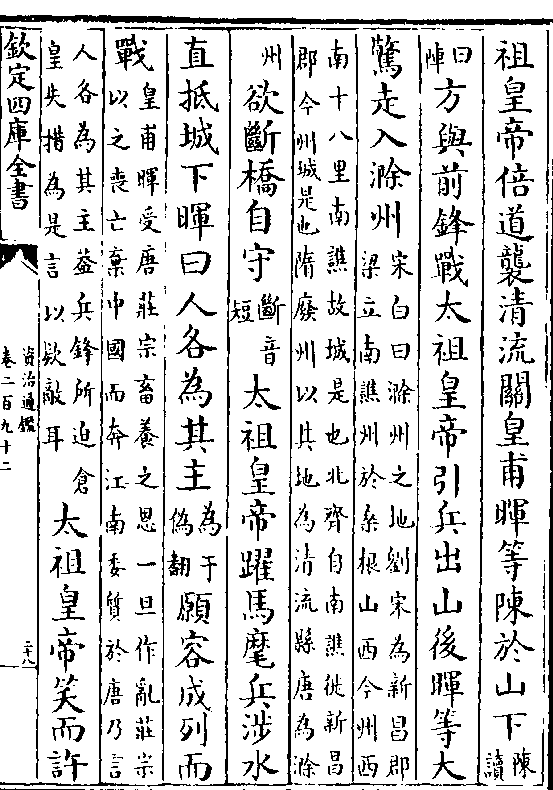 祖皇帝倍道襲清流關皇甫暉等陳於山下陳讀
曰陣方與前鋒戰太祖皇帝引兵出山後暉等大
驚走入滁州宋白曰滁州之地劉宋為新昌郡梁立南譙州於桑根山西今州西
南十八里南譙故城是也北齊自南譙徙新昌郡今州城是也隋廢州以其地為清流縣唐為滁
州欲斷橋自守斷音短太祖皇帝躍馬麾兵涉水
直抵城下暉曰人各為其主為于偽翻願容成列而
戰皇甫暉受唐莊宗畜養之恩一旦作亂莊宗以之喪亡棄中國而奔江南委質於唐乃言
人各為其主蓋兵鋒所迫倉皇失措為是言以欵敵耳太祖皇帝笑而許
欽定四庫全書
資治通鑑
卷二百九十二
二十八